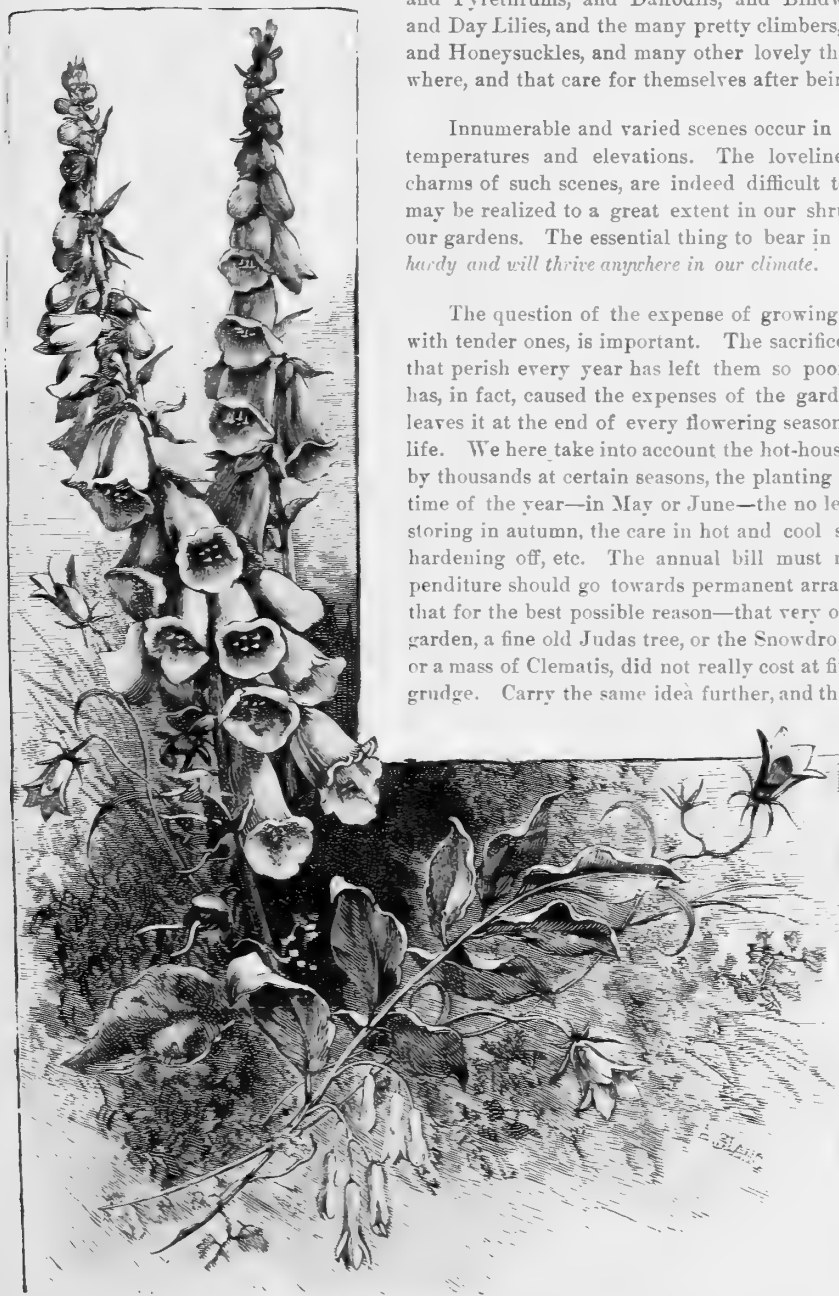 and Pyrethrums, and Daffodils, and Bindw
and Day Lilies, and the many pretty climbers,
and Honeysuckles, and many other lovely th
where, and that care for themselves after bein
Innumerable and varied scenes occur in
temperatures and elevations. The loveline
charms of such scenes, are indeed difficult t
may be realized to a great extent in our shru
our gardens. The essential thing to bear in
hardy and will thrive anywhere in our climate.
The question of the expense of growing
with tender ones, is important. The sacrifice
that perish every year has left them so poo
has, in fact, caused the expenses of the gard
leaves it at the end of every flowering season
life. We here take into account the hot-hous
by thousands at certain seasons, the planting
time of the year—in May or June—the no le
storing in autumn, the care in hot and cool s
hardening off, etc. The annual bill must n
penditure should go towards permanent arra
that for the best possible reason—that very o
garden, a fine old Judas tree, or the Snowdro
or a mass of Clematis, did not really cost at fi
grudge. Carry the same ideà further, and th